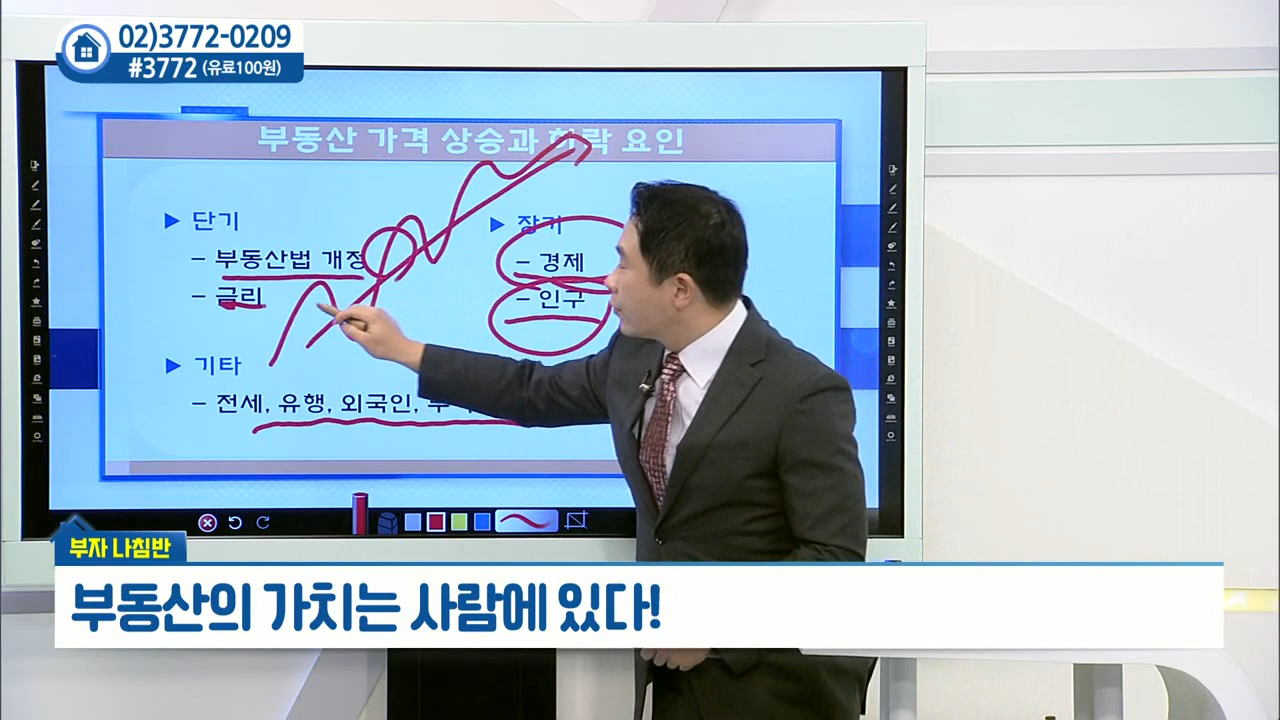 02)3772-0209
#3772 (유료100원)
부동산 가격 상승과 하락 요인
▶ 단기
- 부동산법 개정
- 금리
▶ 장기
- 경제
- 인구
▶ 기타
- 전세, 유행, 외국인,
부자 나침반
부동산의 가치는 사람에 있다!